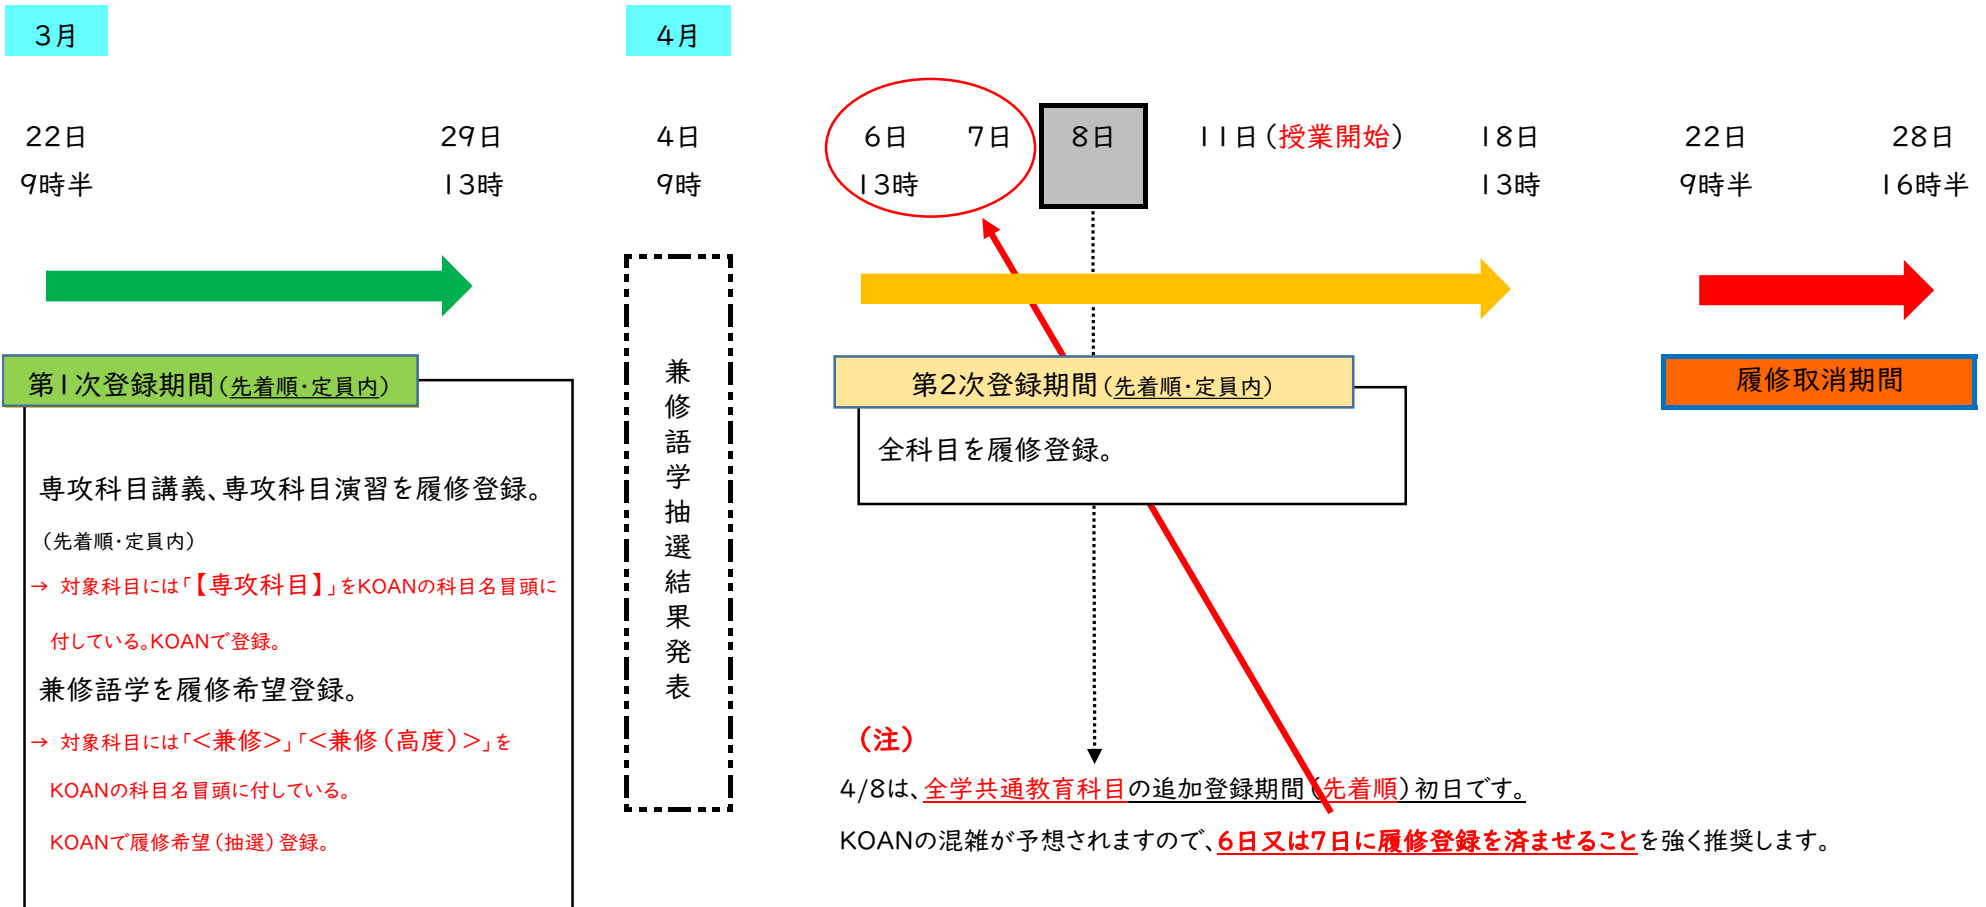 3月
4月
22日
9時半
29日
13時
4日
9時
6日
13時
7日
8日
11日(授業開始)
18日
13時
22日
9時半
28日
16時半
第1次登録期間(先着順・定員内)
専攻科目講義、専攻科目演習を履修登録。
(先着順・定員内)
→ 対象科目には「【専攻科目】」をKOANの科目名冒頭に
付している。KOANで登録。
兼修語学を履修希望登録。
→ 対象科目には「<兼修>」「<兼修(高度)>」を
KOANの科目名冒頭に付している。
KOANで履修希望(抽選)登録。
兼修語学抽選結果発表
第2次登録期間(先着順・定員内)
全科目を履修登録。
履修取消期間
(注)
4/8は、全学共通教育科目の追加登録期間(先着順)初日です。
KOANの混雑が予想されますので、6日又は7日に履修登録を済ませることを強く推奨します。